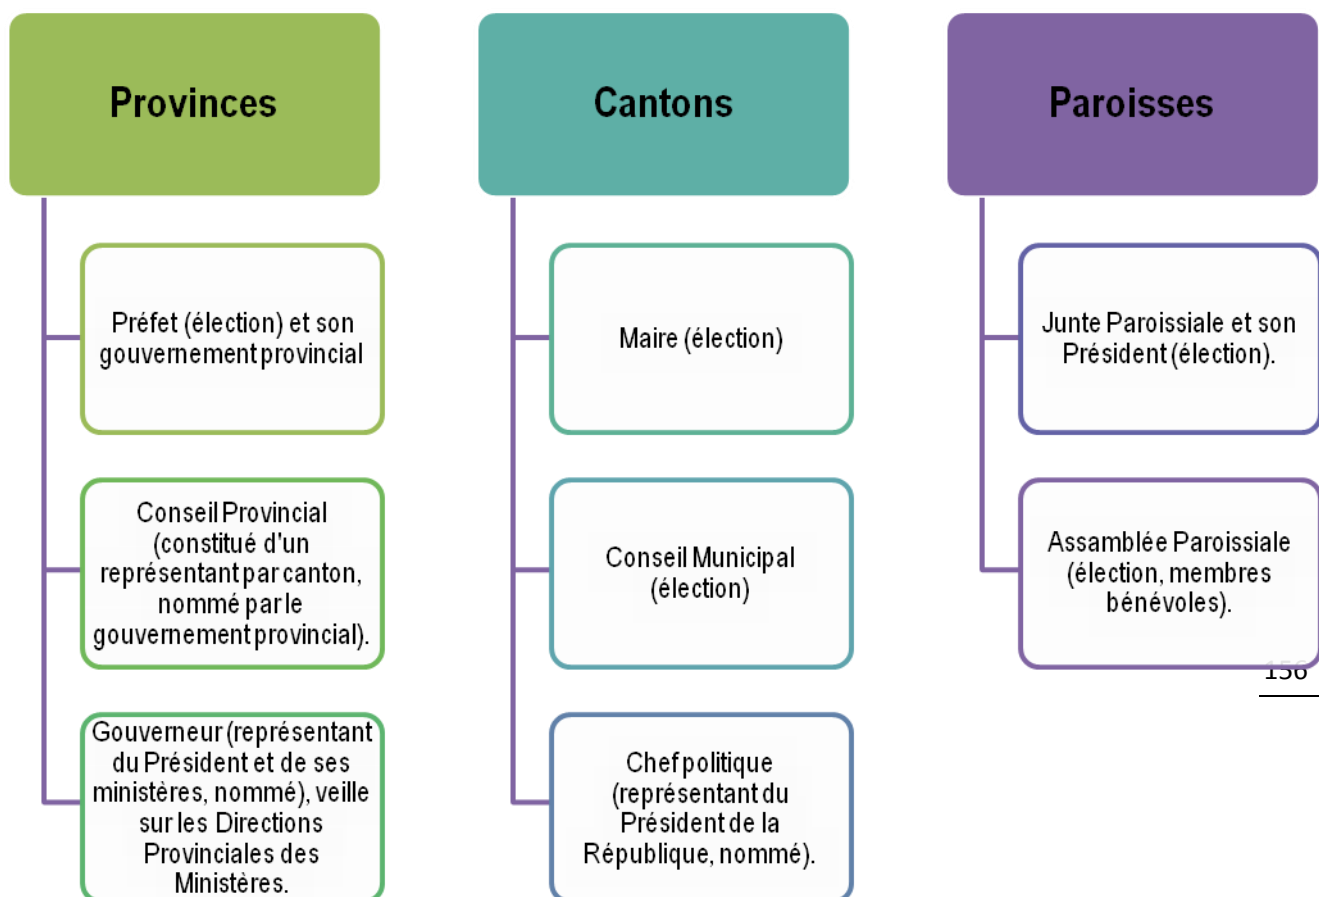 Provinces
Préfet (élection) et son
gouvernement provincial
Conseil Provincial
(constitué d'un
représentant par canton,
nommé par le
gouvernement provincial).
Gouverneur (représentant
du Président et de ses
ministères, nommé), veille
sur les Directions
Provinciales des
Ministères.
Cantons
Maire (élection)
Conseil Municipal
(élection)
Chef politique
(représentant du
Président de la
République, nommé).
Paroisses
Junte Paroissiale et son
Président (élection).
Assamblée Paroissiale
(élection, membres
bénévoles).
156